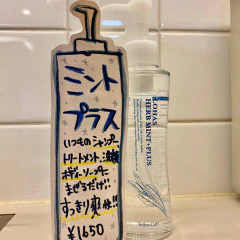 ミント
プラス
いつものシャンプー
トリートメント、洗顔
ボディーソープに
まぜるだけ!!
すっきり爽快!!
¥1650
LOHAS
HERB MINT+PLUS